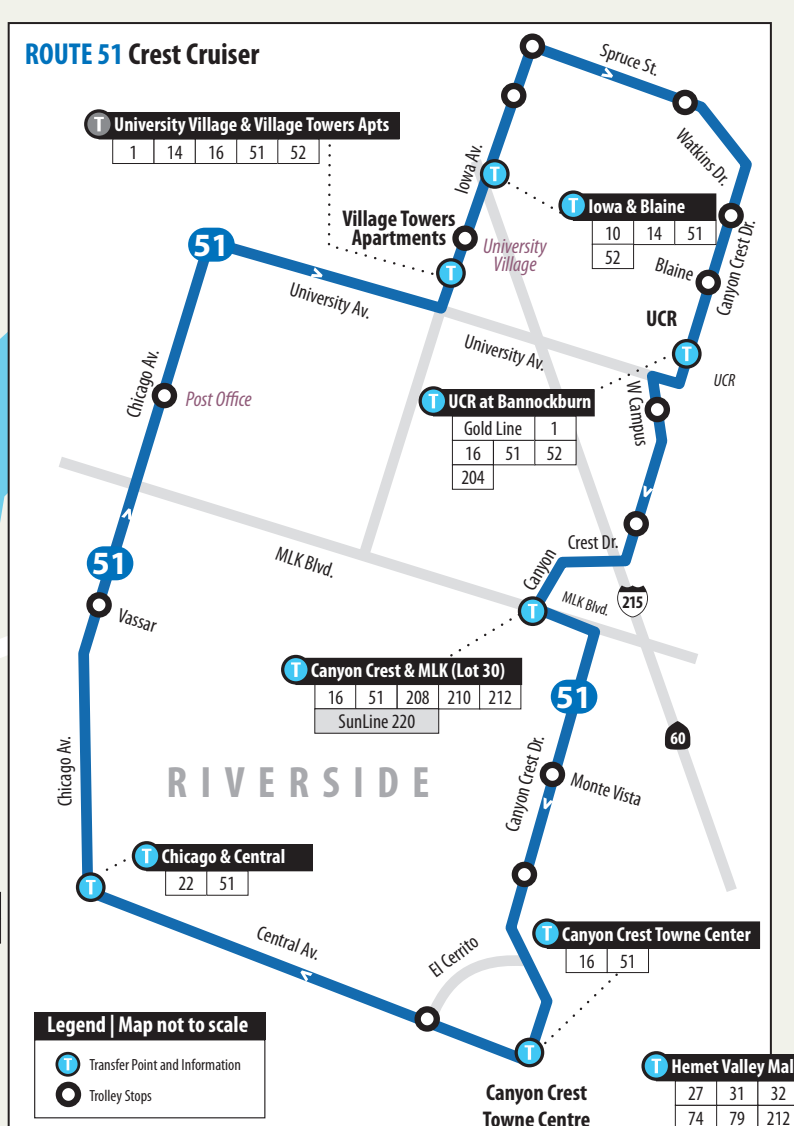 ROUTE 51 Crest Cruiser
Spruce St.
T University Village & Village Towers Apts
1 14 16 51 52
Watkins Dr.
Iowa Av.
T
T Iowa & Blaine
10 14 51
52
Village Towers
Apartments
University
Village
51
T
Canyon Crest Dr.
Blaine
University Av.
UCR
University Av.
T
UCR
Chicago Av.
Post Office
T UCR at Bannockburn
Gold Line 1
16 51 52
204
W Campus
MLK Blvd.
Canyon
Crest Dr.
51
Vassar
T
MLK Blvd.
215
T Canyon Crest & MLK (Lot 30)
16 51 208 210 212
SunLine 220
51
60
RIVERSIDE
Chicago Av.
Canyon Crest Dr.
Monte Vista
T Chicago & Central
22 51
T
Central Av.
El Cerrito
T Canyon Crest Towne Center
16 51
Legend | Map not to scale
T Transfer Point and Information
Trolley Stops
T
Canyon Crest
Towne Centre
T Hemet Valley Mal
27 31 32
74 79 212